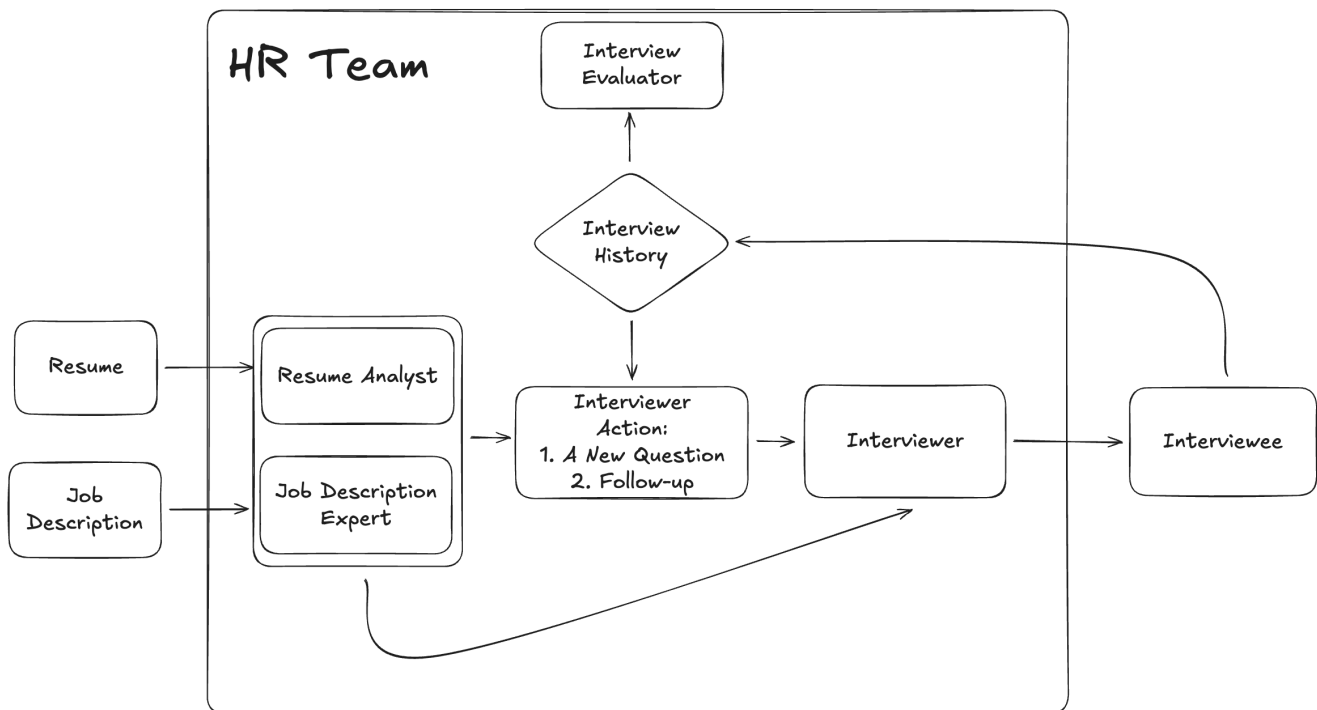 HR Team
Interview
Evaluator
Interview
History
Resume
Resume Analyst
Job
Description
Job Description
Expert
Interviewer
Action:
1. A New Question
2. Follow-up
Interviewer
Interviewee